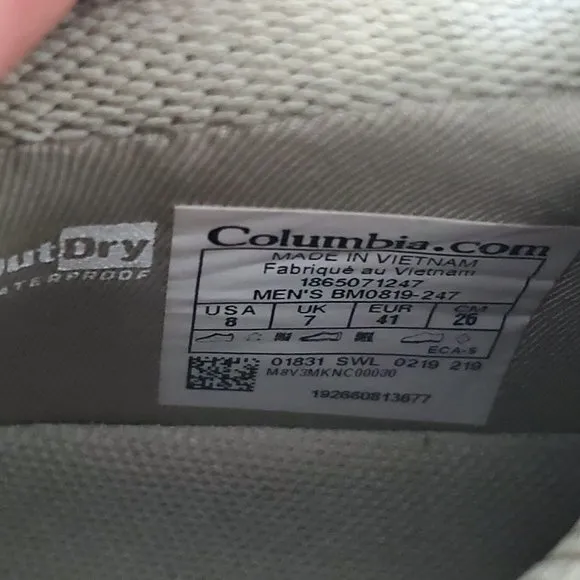 OutDry
WATERPROOF
Columbia.com
MADE IN VIETNAM
Fabriqué au Vietnam
1865071247
MEN'S BM0819-247
USA UK EUR CM
8 7 41 26
ECA-S
01831 SWL 0219 219
M8V3MKNC00030
192660813677